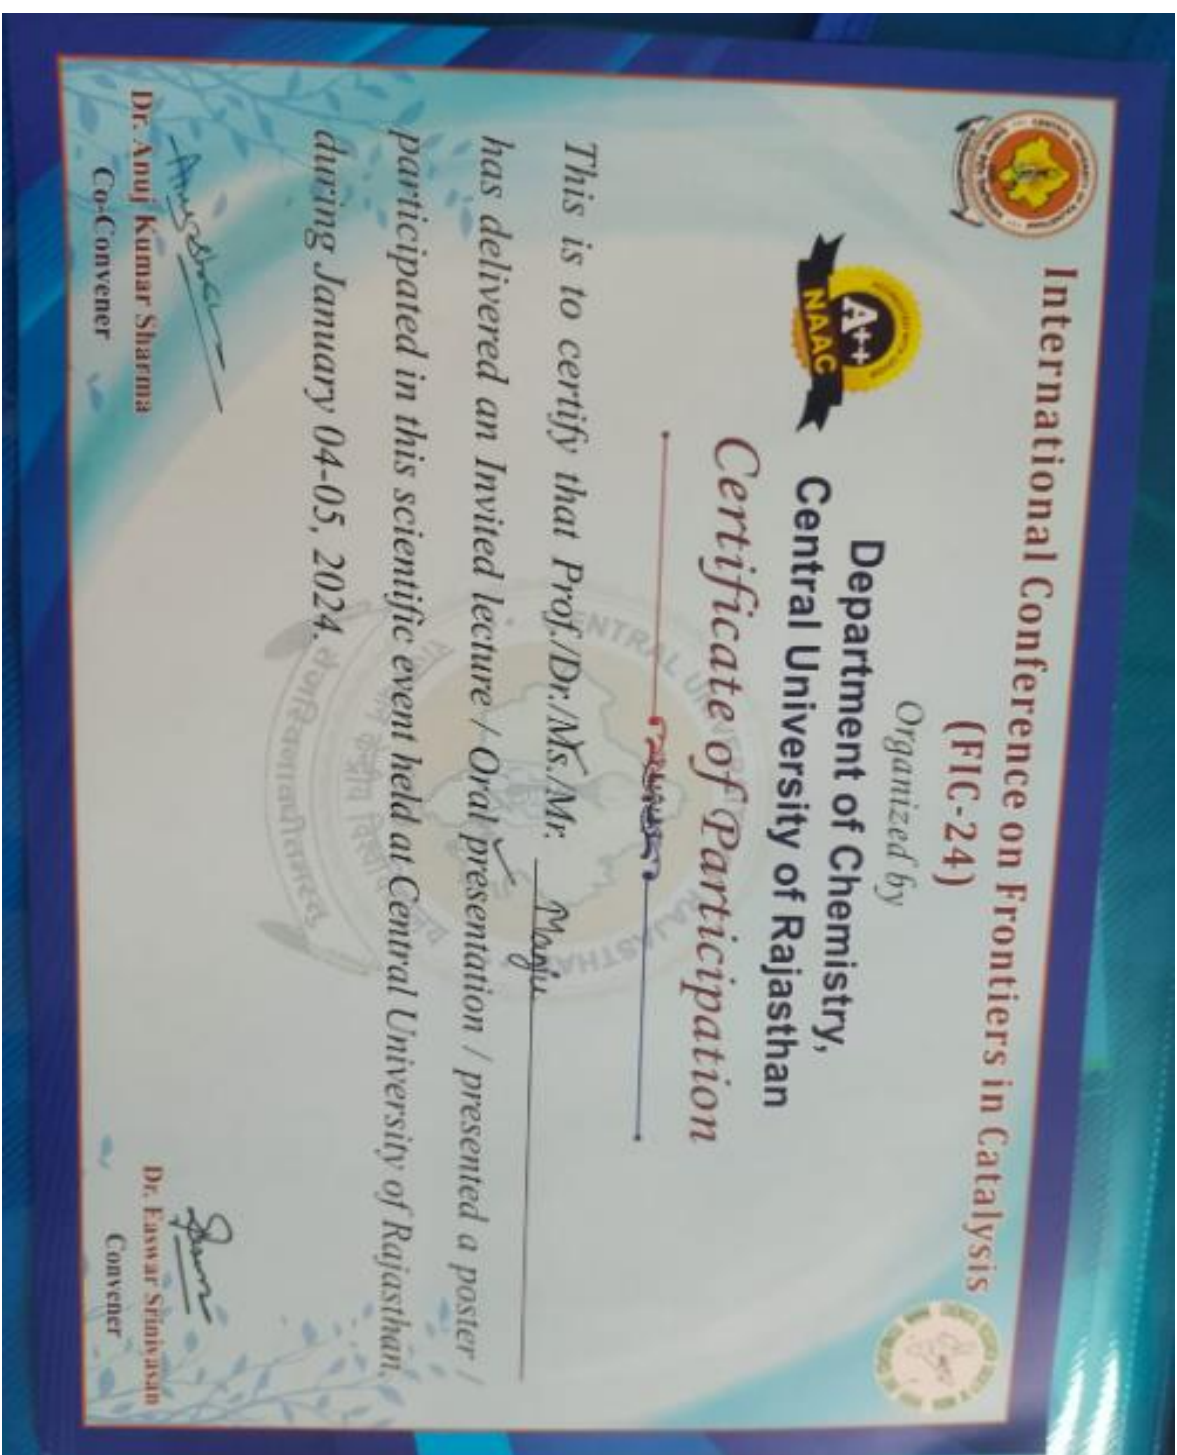 International Conference on Frontiers in Catalysis
(FIC-24)
Organized by
A++
NAAC
Department of Chemistry,
Central University of Rajasthan
Certificate of Participation
This is to certify that Prof./Dr./Ms./Mr. Manju
has delivered an Invited lecture / Oral presentation / presented a poster /
participated in this scientific event held at Central University of Rajasthan.
during January 04-05, 2024.
Dr. Anuj Kumar Sharma
Co-Convener
Dr. Easwar Srinivasan
Convener